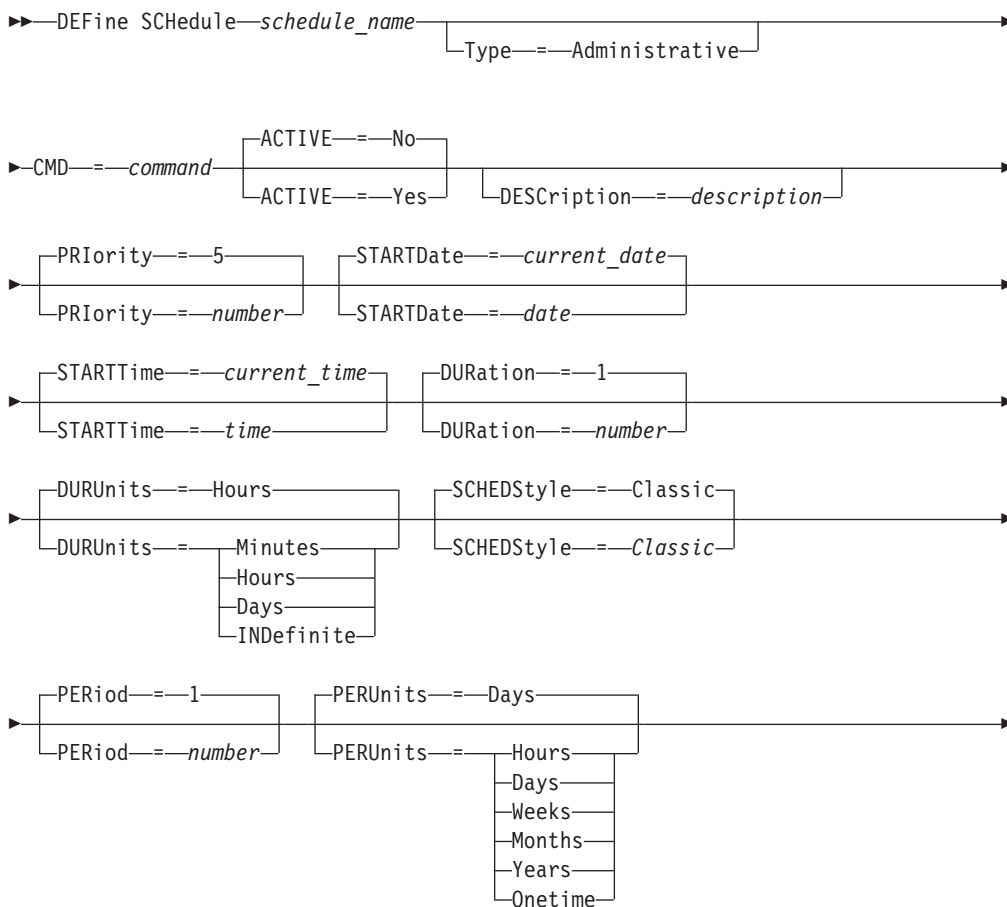 DEFine SCHedule schedule_name
Type = Administrative
CMD = command
ACTIVE = No
ACTIVE = Yes
DESCription = description
PRIority = 5
PRIority = number
STARTDate = current_date
STARTDate = date
STARTTime = current_time
STARTTime = time
DURation = 1
DURation = number
DURUnits = Hours
DURUnits = Minutes
Hours
Days
INDefinite
SCHEDStyle = Classic
SCHEDStyle = Classic
PERiod = 1
PERiod = number
PERUnits = Days
PERUnits = Hours
Days
Weeks
Months
Years
Onetime